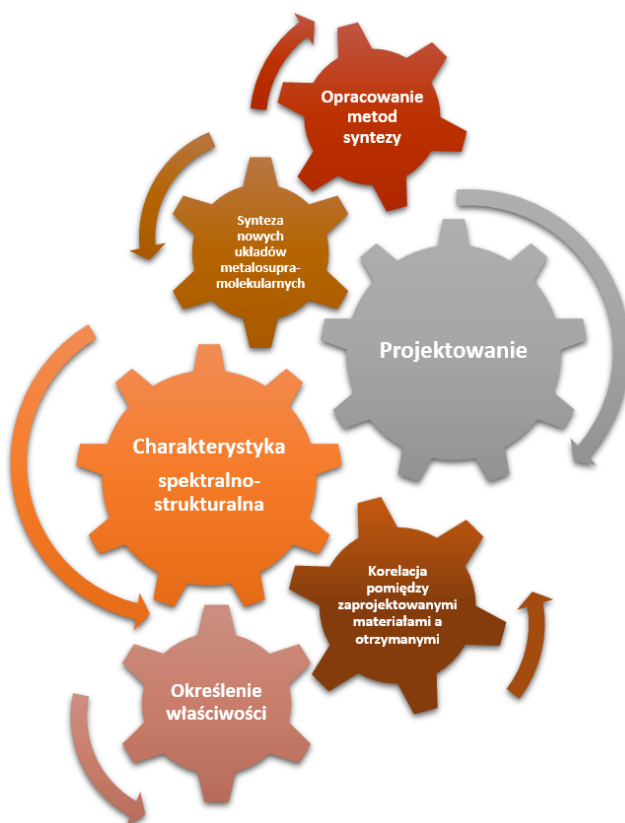 Opracowanie
metod
syntezy
Synteza
nowych
układów
metalosupra-
molekularnych
Projektowanie
Charakterystyka
spektralno-
strukturalna
Korelacja
pomiędzy
zaprojektowanymi
materiałami a
otrzymanymi
Określenie
właściwości